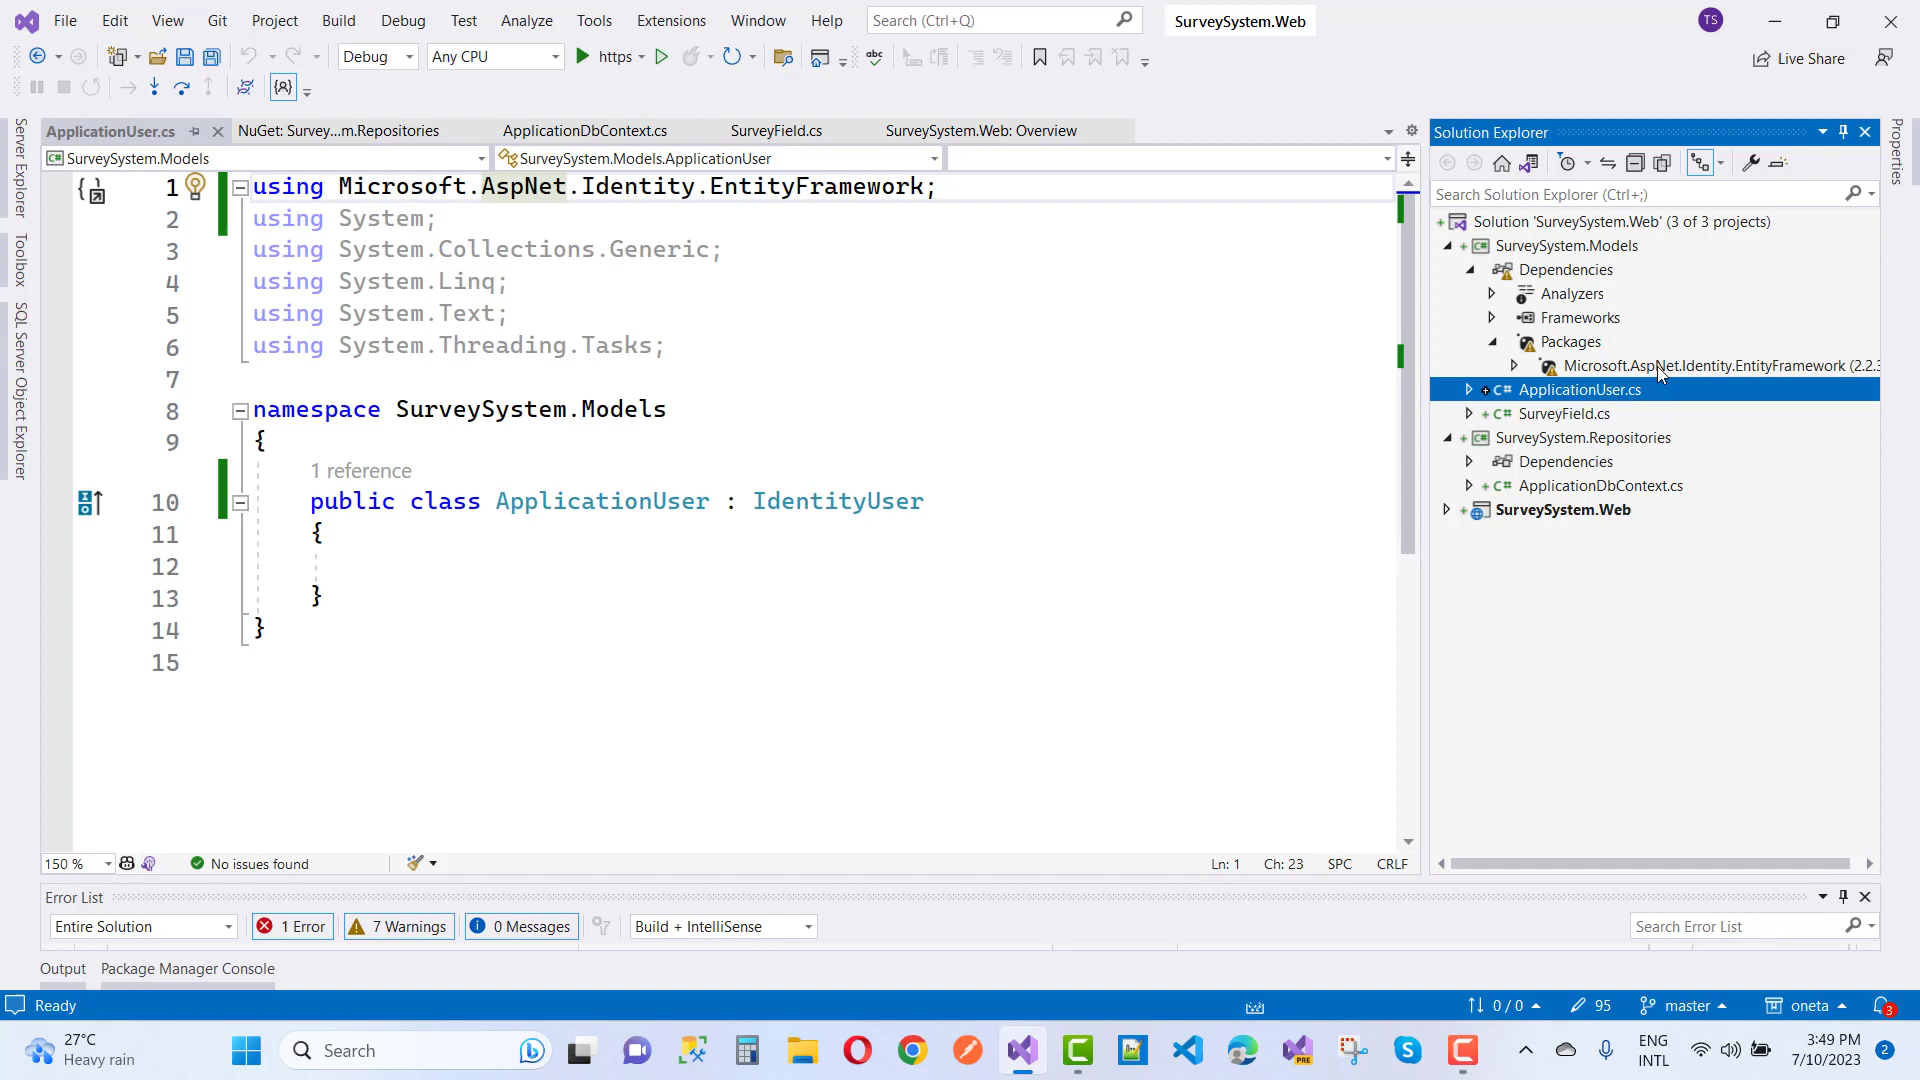 File Edit View Git Project Build Debug Test Analyze Tools Extensions Window Help Search (Ctrl+Q) SurveySystem.Web TS
Debug Any CPU https Live Share
ApplicationUser.cs NuGet: Survey...m.Repositories ApplicationDbContext.cs SurveyField.cs SurveySystem.Web: Overview
SurveySystem.Models SurveySystem.Models.ApplicationUser
1 using Microsoft.AspNet.Identity.EntityFramework;
2 using System;
3 using System.Collections.Generic;
4 using System.Linq;
5 using System.Text;
6 using System.Threading.Tasks;
7
8 namespace SurveySystem.Models
9 {
1 reference
10 public class ApplicationUser : IdentityUser
11 {
12
13 }
14 }
15
150 % No issues found Ln: 1 Ch: 23 SPC CRLF
Server Explorer
Toolbox
SQL Server Object Explorer
Solution Explorer
Search Solution Explorer (Ctrl+;)
Solution 'SurveySystem.Web' (3 of 3 projects)
SurveySystem.Models
Dependencies
Analyzers
Frameworks
Packages
Microsoft.AspNet.Identity.EntityFramework (2.2.3
ApplicationUser.cs
SurveyField.cs
SurveySystem.Repositories
Dependencies
ApplicationDbContext.cs
SurveySystem.Web
Properties
Error List
Entire Solution 1 Error 7 Warnings 0 Messages Build + IntelliSense Search Error List
Output Package Manager Console
Ready 0 / 0 95 master oneta 3
27°C
Heavy rain
Search
PRE
ENG
INTL
3:49 PM
7/10/2023
2